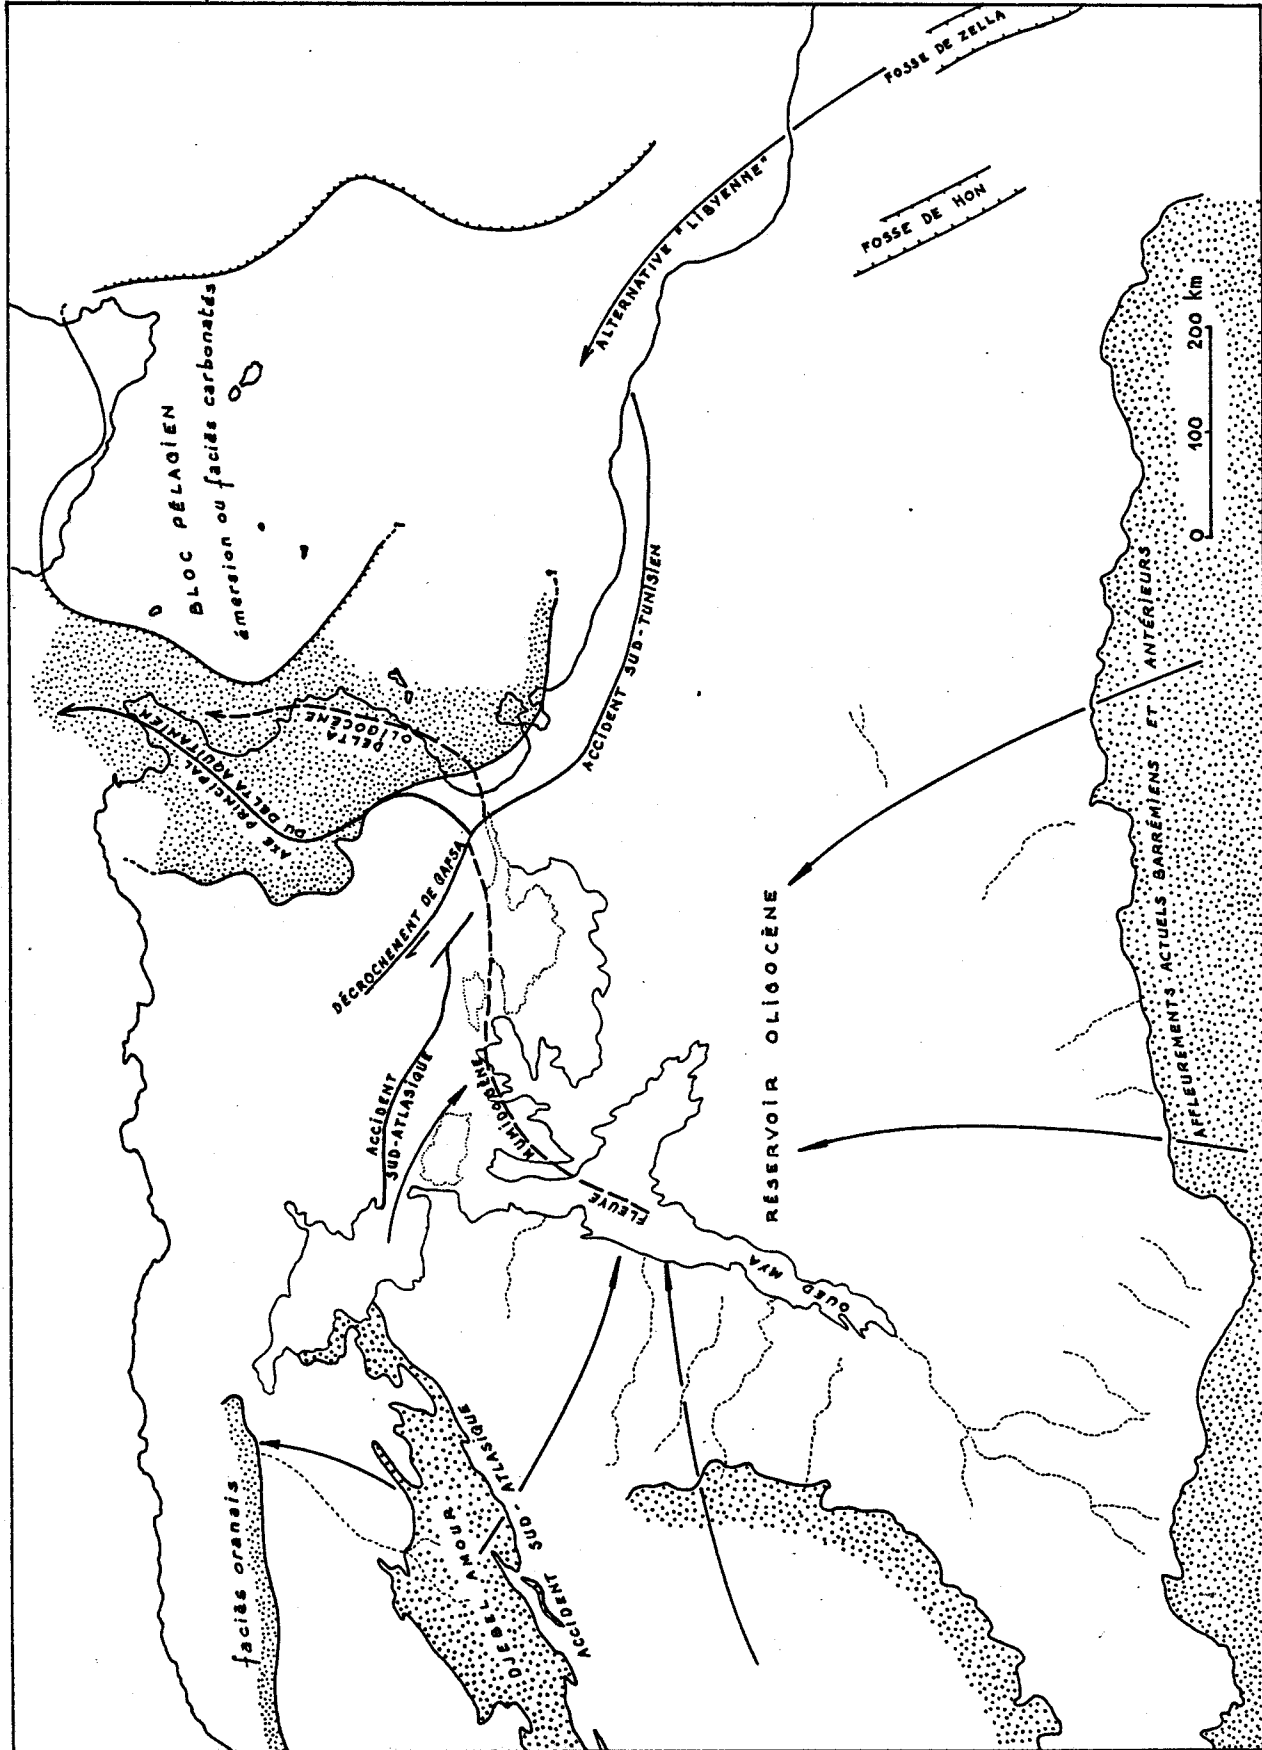 faciès oranais
DJEBEL AMOUR
ACCIDENT SUD-ATLASIQUE
ACCIDENT
SUD-ATLASIQUE
DÉCROCHEMENT DE GAFSA
AXE PRINCIPAL
DU DELTA AQUITANIEN
DELTA
OLIGOCÈNE
BLOC PÉLAGIEN
émersion ou faciès carbonatés
ACCIDENT SUD-TUNISIEN
ALTERNATIVE "LIBYENNE"
FOSSE DE ZELLA
FOSSE DE HON
FLEUVE NUMIDOGÈNE
OUED MYA
RÉSERVOIR OLIGOCÈNE
AFFLEUREMENTS ACTUELS BARRÉMIENS ET ANTÉRIEURS
0 100 200 km